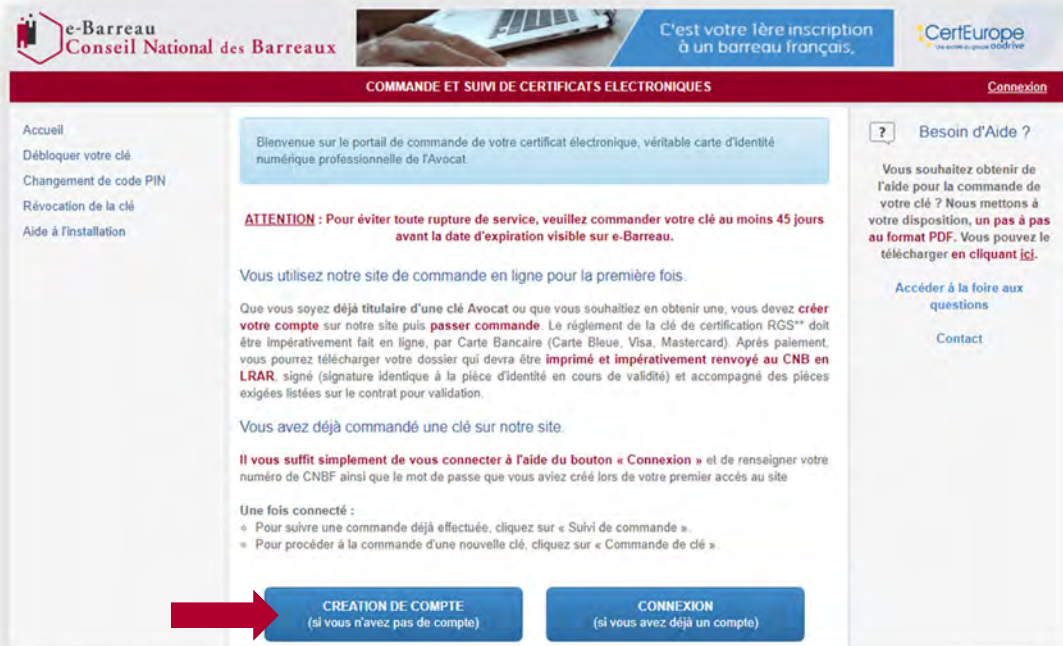 e-Barreau
Conseil National des Barreaux
C'est votre 1ère inscription
à un barreau français,
CertEurope
Une société du groupe oodrive
COMMANDE ET SUIVI DE CERTIFICATS ELECTRONIQUES
Connexion
Accueil
Débloquer votre clé
Changement de code PIN
Révocation de la clé
Aide à l'installation
Bienvenue sur le portail de commande de votre certificat électronique, véritable carte d'identité
numérique professionnelle de l'Avocat.
ATTENTION : Pour éviter toute rupture de service, veuillez commander votre clé au moins 45 jours
avant la date d'expiration visible sur e-Barreau.
Vous utilisez notre site de commande en ligne pour la première fois.
Que vous soyez déjà titulaire d'une clé Avocat ou que vous souhaitiez en obtenir une, vous devez créer
votre compte sur notre site puis passer commande. Le réglement de la clé de certification RGS** doit
être impérativement fait en ligne, par Carte Bancaire (Carte Bleue, Visa, Mastercard). Après paiement,
vous pourrez télécharger votre dossier qui devra être imprimé et impérativement renvoyé au CNB en
LRAR, signé (signature identique à la pièce d'identité en cours de validité) et accompagné des pièces
exigées listées sur le contrat pour validation.
Vous avez déjà commandé une clé sur notre site.
Il vous suffit simplement de vous connecter à l'aide du bouton « Connexion » et de renseigner votre
numéro de CNBF ainsi que le mot de passe que vous aviez créé lors de votre premier accès au site
Une fois connecté :
Pour suivre une commande déjà effectuée, cliquez sur « Suivi de commande ».
Pour procéder à la commande d'une nouvelle clé, cliquez sur « Commande de clé ».
CREATION DE COMPTE
(si vous n'avez pas de compte)
CONNEXION
(si vous avez déjà un compte)
?
Besoin d'Aide ?
Vous souhaitez obtenir de
l'aide pour la commande de
votre clé ? Nous mettons à
votre disposition, un pas à pas
au format PDF. Vous pouvez le
télécharger en cliquant ici.
Accéder à la foire aux
questions
Contact